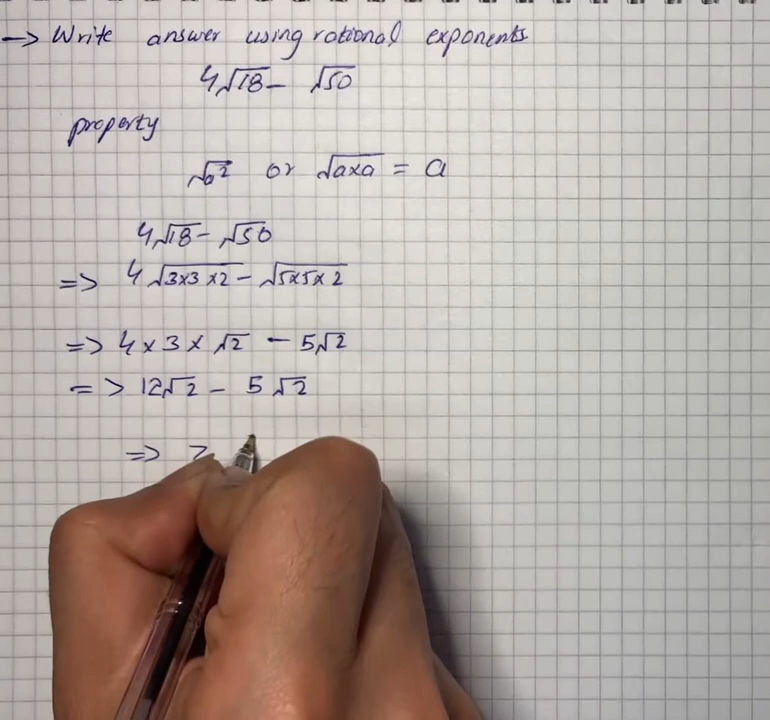 → Write answer using rational exponents
4√18 - √50
property
√a² or √a×a = a
4√18 - √50
=> 4√3×3×2 - √5×5×2
=> 4 × 3 × √2 - 5√2
=> 12√2 - 5√2
=> 7